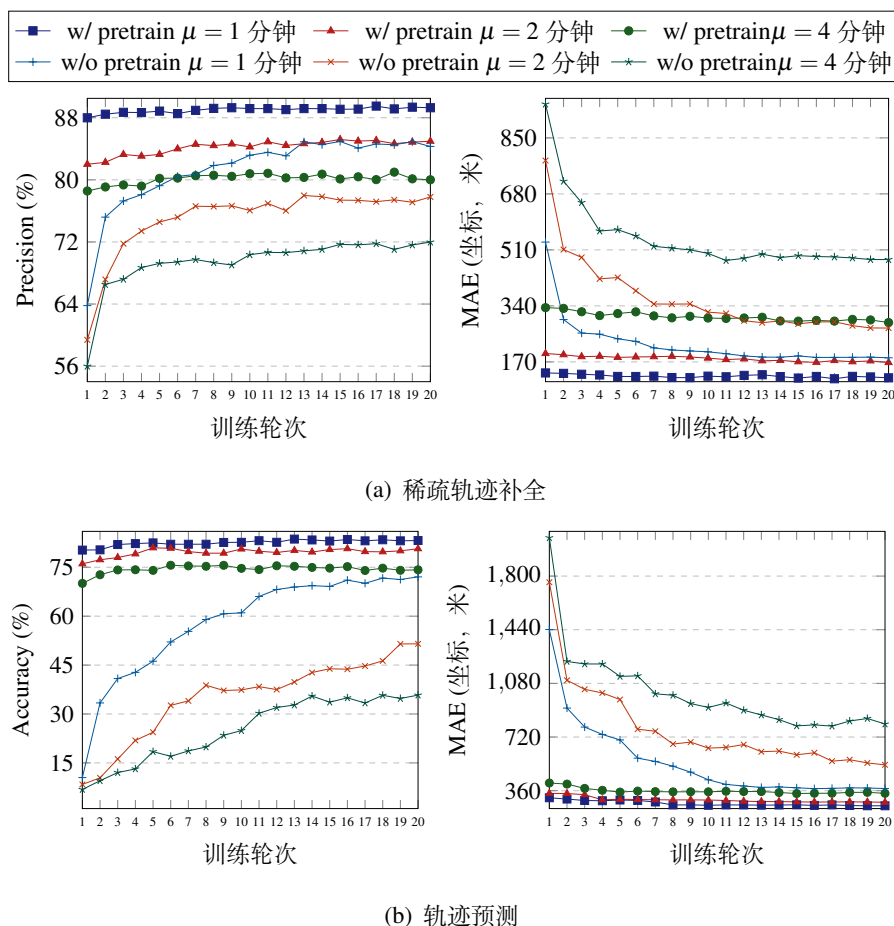 w/ pretrain μ = 1 分钟 w/ pretrain μ = 2 分钟 w/ pretrainμ = 4 分钟
w/o pretrain μ = 1 分钟 w/o pretrain μ = 2 分钟 w/o pretrainμ = 4 分钟
Precision (%)
88
80
72
64
56
1 2 3 4 5 6 7 8 9 10 11 12 13 14 15 16 17 18 19 20
训练轮次
MAE (坐标，米)
850
680
510
340
170
1 2 3 4 5 6 7 8 9 10 11 12 13 14 15 16 17 18 19 20
训练轮次
(a) 稀疏轨迹补全
Accuracy (%)
75
60
45
30
15
1 2 3 4 5 6 7 8 9 10 11 12 13 14 15 16 17 18 19 20
训练轮次
MAE (坐标，米)
1,800
1,440
1,080
720
360
1 2 3 4 5 6 7 8 9 10 11 12 13 14 15 16 17 18 19 20
训练轮次
(b) 轨迹预测